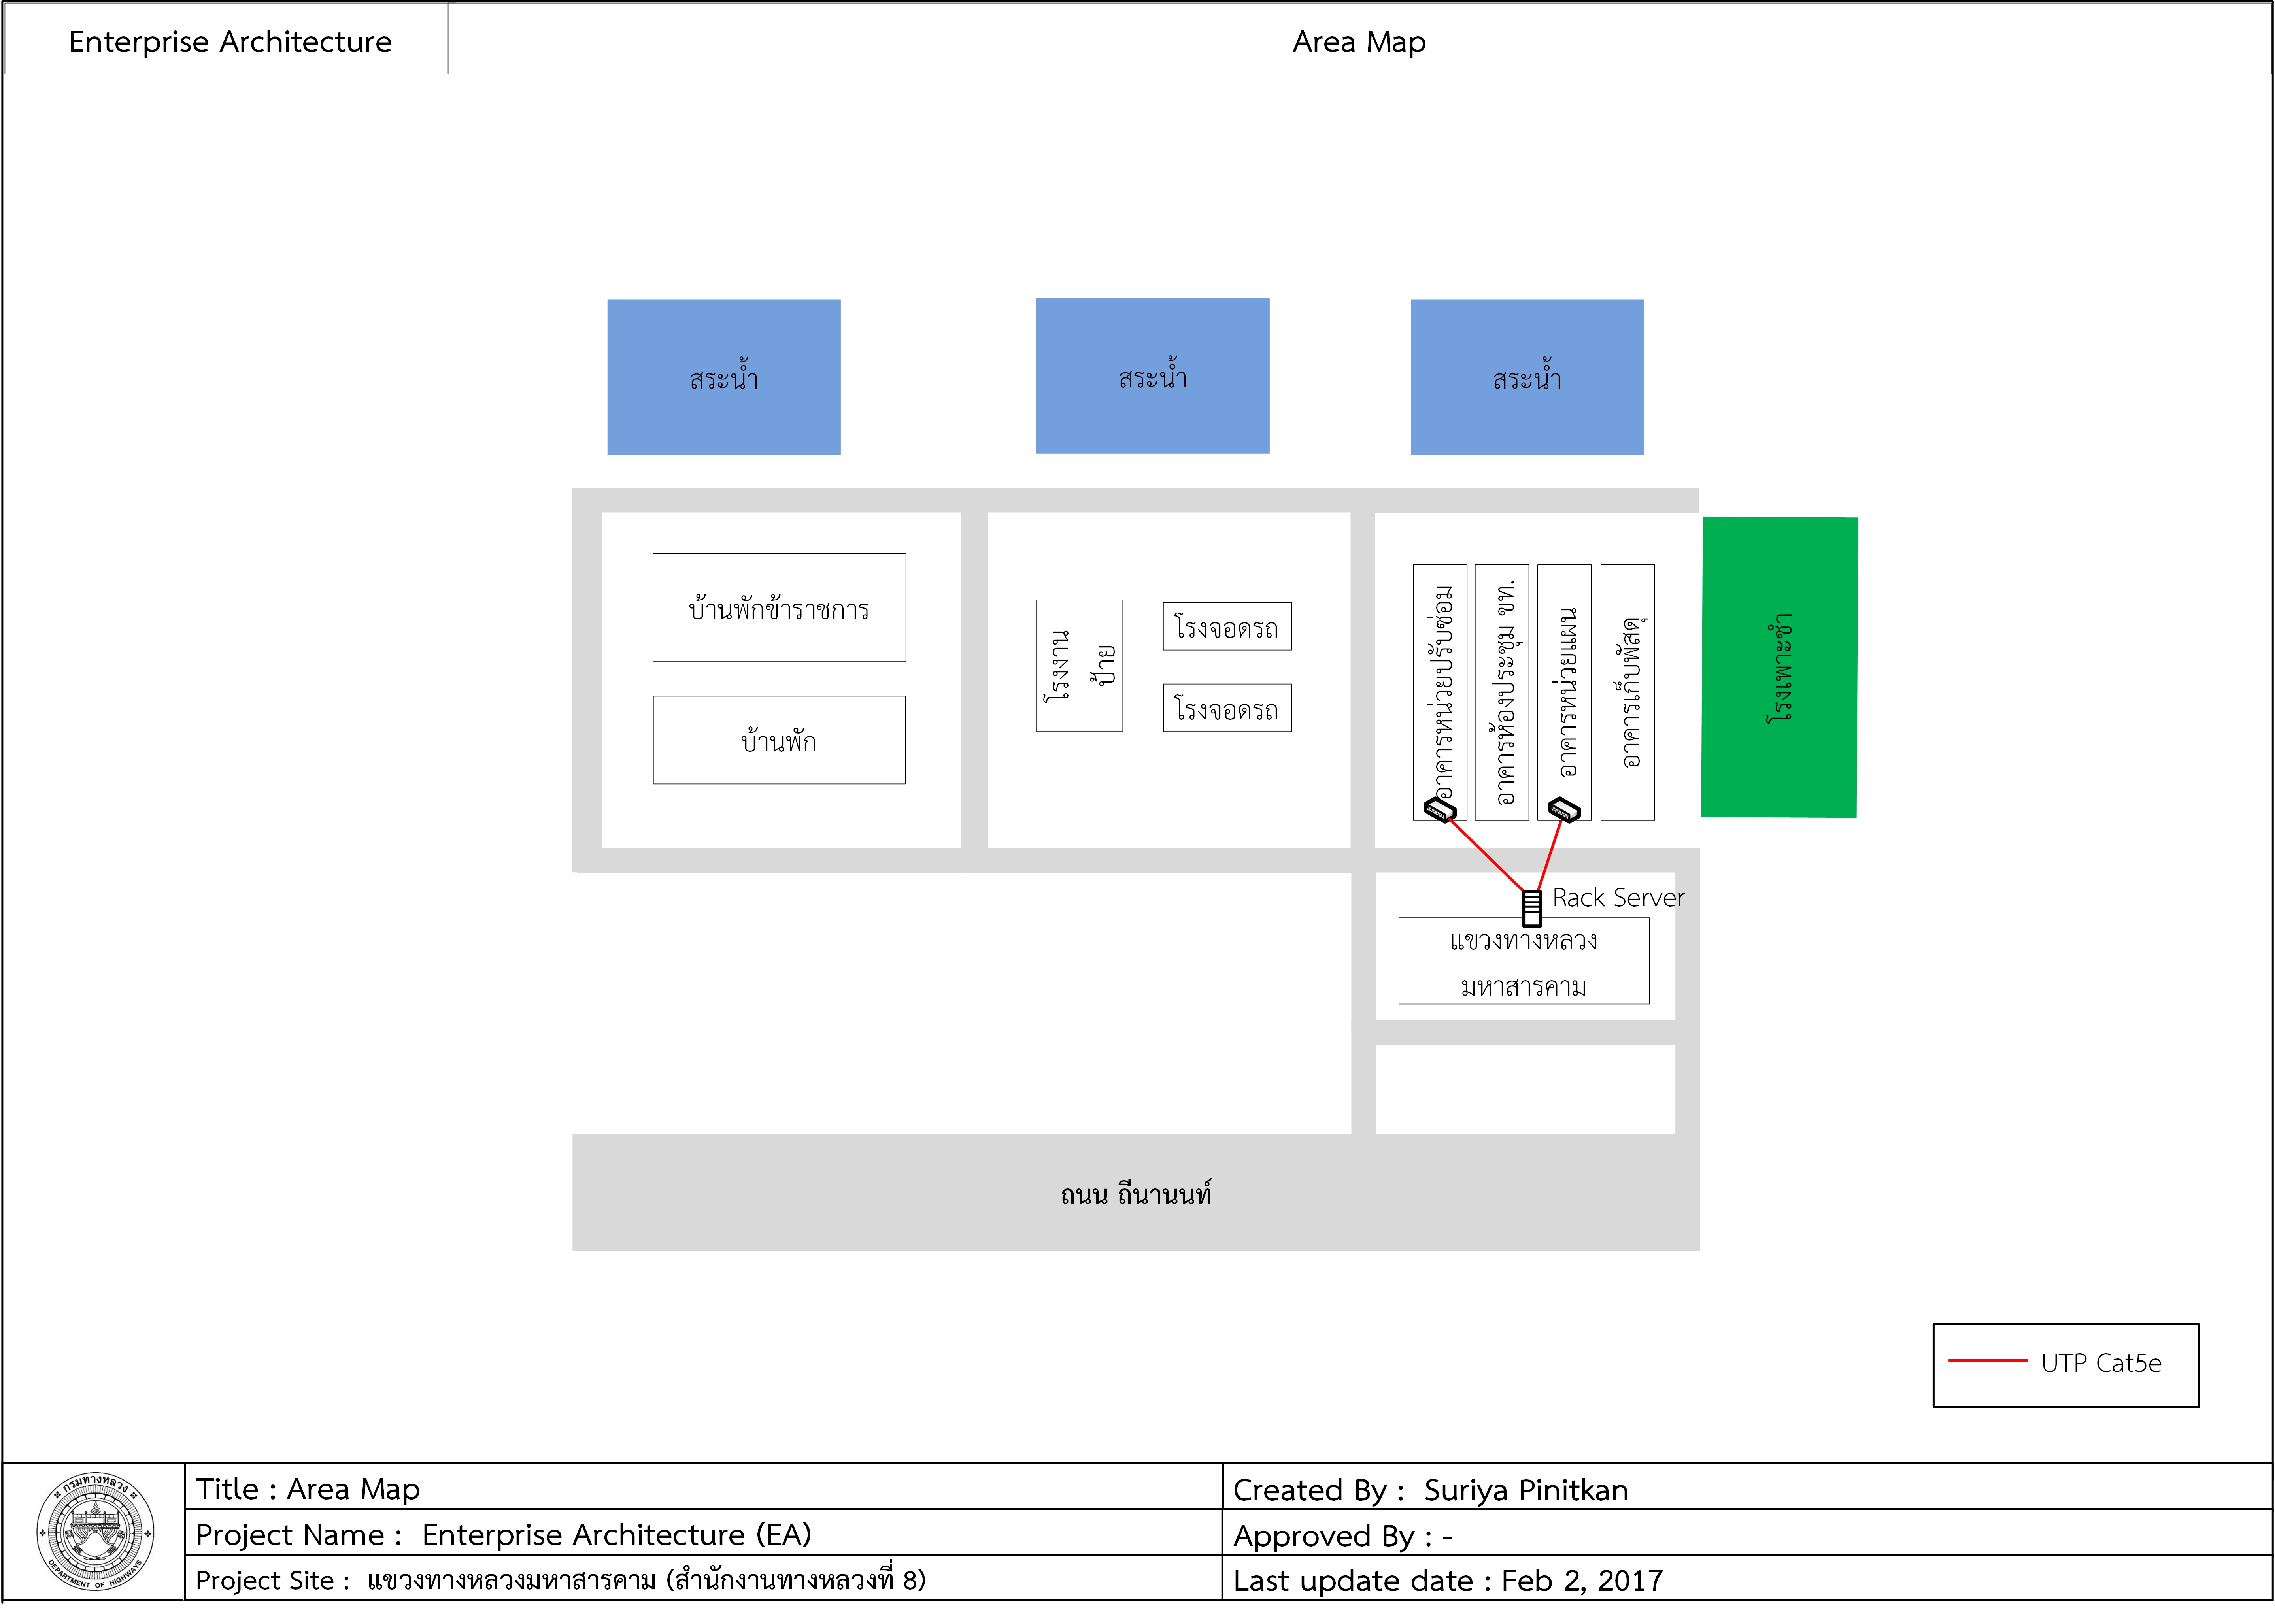 Enterprise Architecture
Area Map
สระน้ำ
สระน้ำ
สระน้ำ
บ้านพักข้าราชการ
บ้านพัก
โรงงาน
ป้าย
โรงจอดรถ
โรงจอดรถ
อาคารหน่วยปรับซ่อม
อาคารห้องประชุม ขท.
อาคารหน่วยแผน
อาคารเก็บพัสดุ
โรงเพาะชำ
Rack Server
แขวงทางหลวง
มหาสารคาม
ถนน ถีนานนท์
UTP Cat5e
กรมทางหลวง
DEPARTMENT OF HIGHWAYS
Title : Area Map
Created By : Suriya Pinitkan
Project Name : Enterprise Architecture (EA)
Approved By : -
Project Site : แขวงทางหลวงมหาสารคาม (สำนักงานทางหลวงที่ 8)
Last update date : Feb 2, 2017